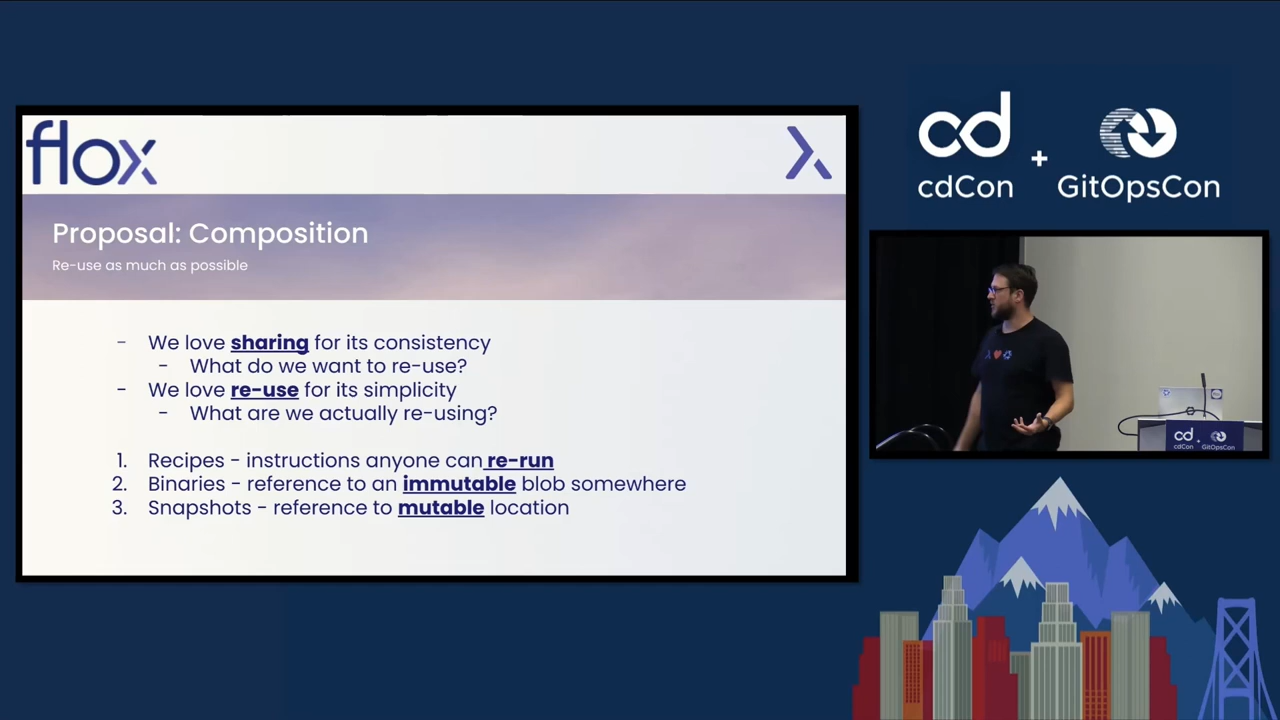 flox
Proposal: Composition
Re-use as much as possible
- We love sharing for its consistency
- What do we want to re-use?
- We love re-use for its simplicity
- What are we actually re-using?
1. Recipes - instructions anyone can re-run
2. Binaries - reference to an immutable blob somewhere
3. Snapshots - reference to mutable location
cd
+
cdCon
GitOpsCon
cd
cdCon
+
GitOpsCon